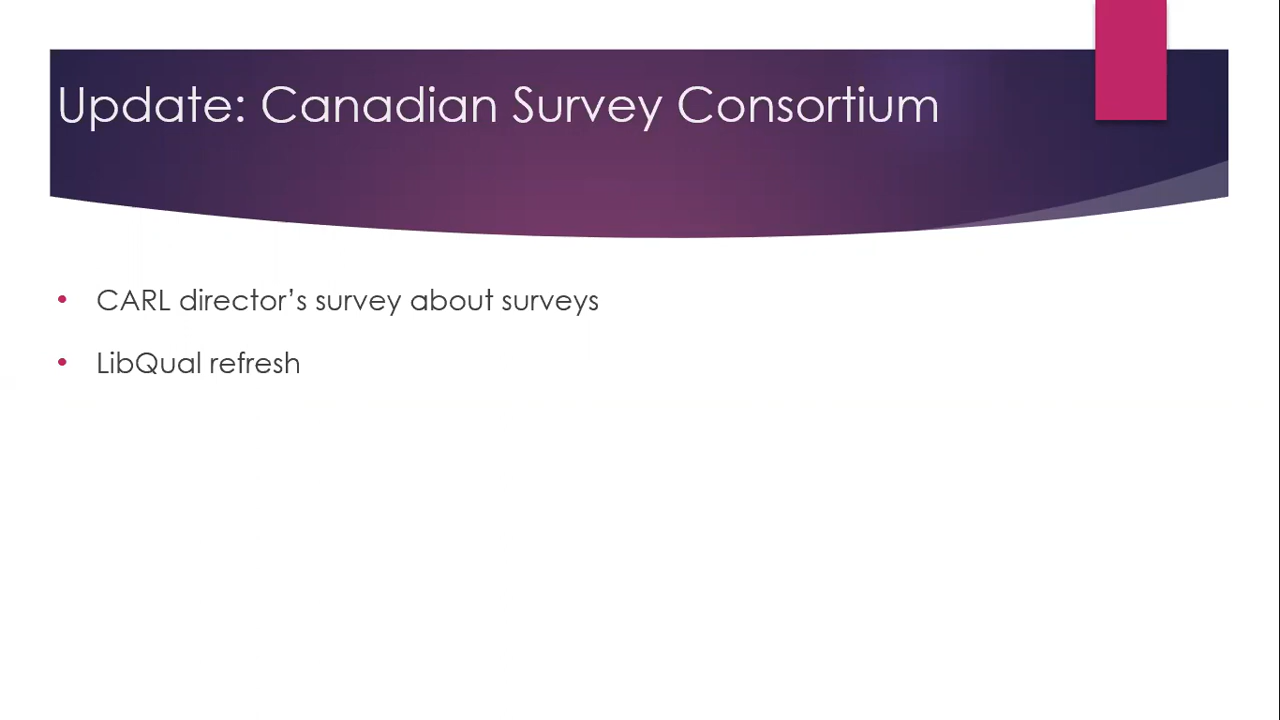 Update: Canadian Survey Consortium
• CARL director’s survey about surveys
• LibQual refresh